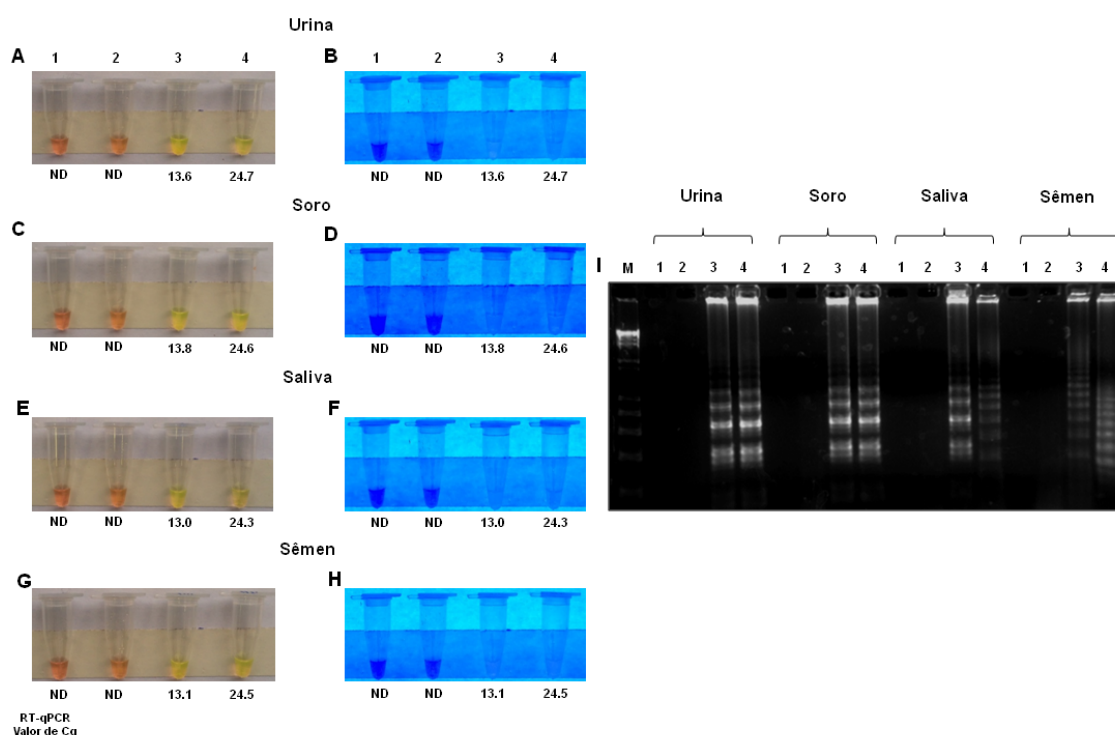 Urina
A 1 2 3 4
B 1 2 3 4
ND ND 13.6 24.7
ND ND 13.6 24.7
Soro
C
D
ND ND 13.8 24.6
ND ND 13.8 24.6
Saliva
E
F
ND ND 13.0 24.3
ND ND 13.0 24.3
Sêmen
G
H
ND ND 13.1 24.5
ND ND 13.1 24.5
RT-qPCR
Valor de Cq
Urina Soro Saliva Sêmen
I M 1 2 3 4 1 2 3 4 1 2 3 4 1 2 3 4